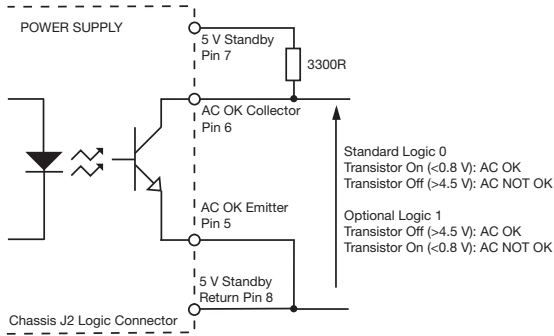 POWER SUPPLY
5 V Standby
Pin 7
3300R
AC OK Collector
Pin 6
Standard Logic 0
Transistor On (<0.8 V): AC OK
Transistor Off (>4.5 V): AC NOT OK
Optional Logic 1
Transistor Off (>4.5 V): AC OK
Transistor On (<0.8 V): AC NOT OK
AC OK Emitter
Pin 5
5 V Standby
Return Pin 8
Chassis J2 Logic Connector